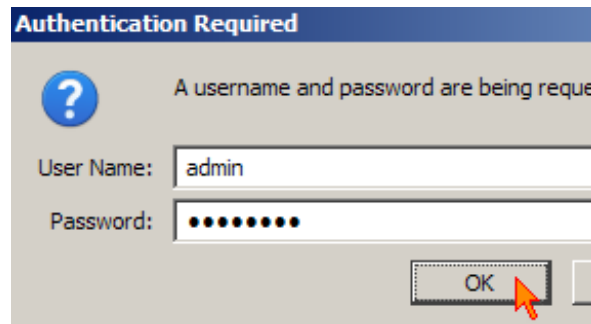 Authentication Required
A username and password are being reque
User Name: admin
Password: ••••••••
OK